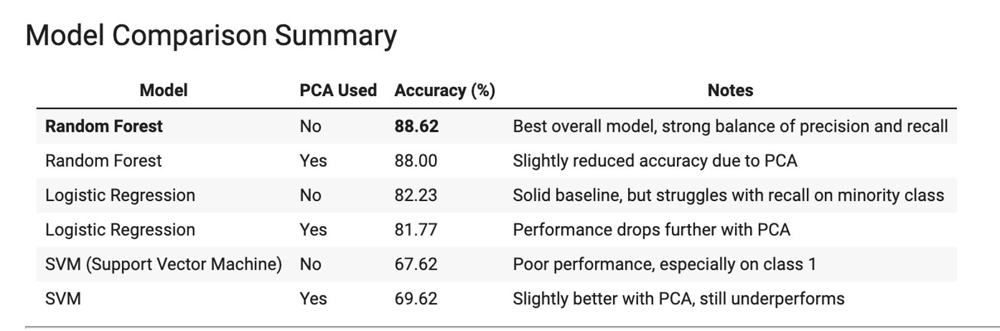 Model Comparison Summary
Model PCA Used Accuracy (%) Notes
Random Forest No 88.62 Best overall model, strong balance of precision and recall
Random Forest Yes 88.00 Slightly reduced accuracy due to PCA
Logistic Regression No 82.23 Solid baseline, but struggles with recall on minority class
Logistic Regression Yes 81.77 Performance drops further with PCA
SVM (Support Vector Machine) No 67.62 Poor performance, especially on class 1
SVM Yes 69.62 Slightly better with PCA, still underperforms